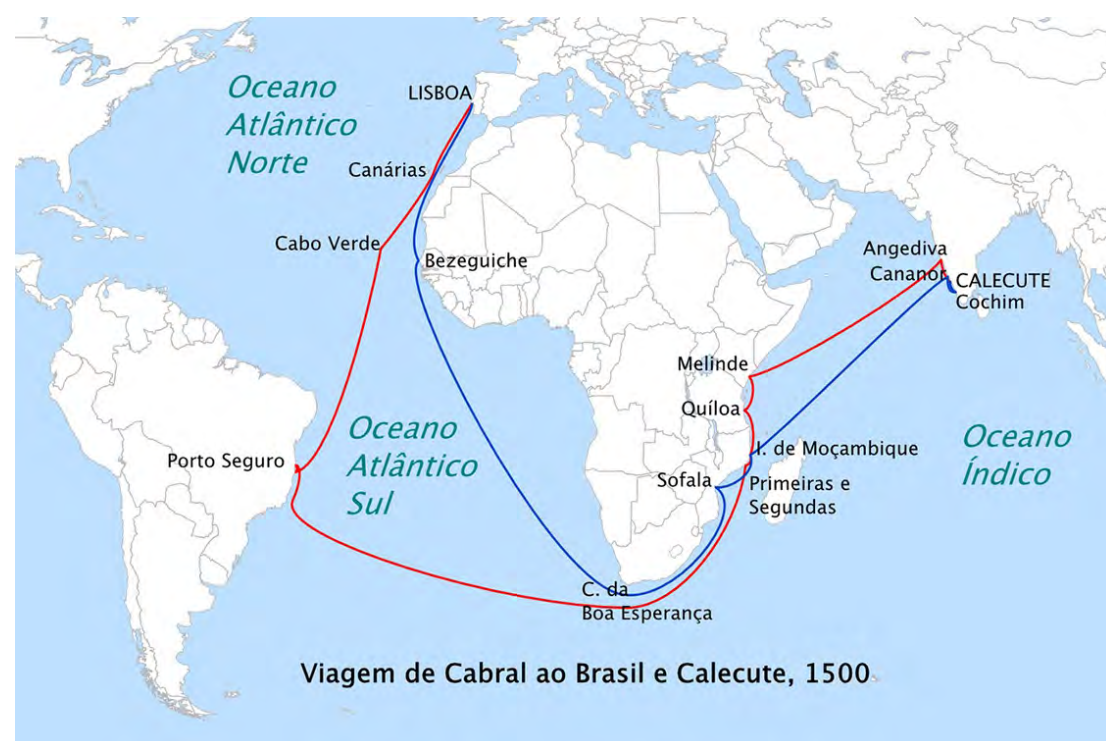 Oceano
Atlântico
Norte
LISBOA
Canárias
Cabo Verde
Bezeguiche
Angediva
Cananor
CALECUTE
Cochim
Melinde
Quíloa
Oceano
Atlântico
Sul
Oceano
Índico
Porto Seguro
I. de Moçambique
Sofala
Primeiras e
Segundas
C. da
Boa Esperança
Viagem de Cabral ao Brasil e Calecute, 1500